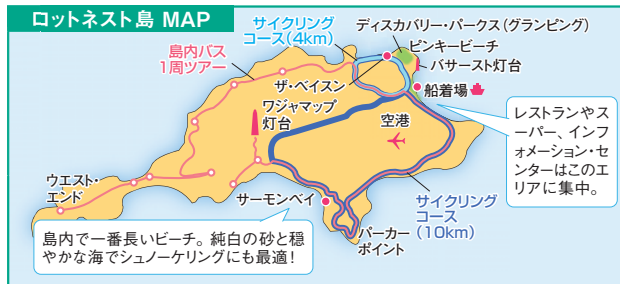 ロットネスト島 MAP
サイクリング
コース(4km)
ディスカバリー・パークス(グランピング)
ピンキービーチ
バサースト灯台
島内バス
1周ツアー
ザ・ベイスン
船着場
ワジャマップ
灯台
空港
レストランやス
ーパー、インフ
ォメーション・セ
ンターはこのエ
リアに集中。
ウエスト・
エンド
サーモンベイ
サイクリング
コース
(10km)
パーカー
ポイント
島内で一番長いビーチ。純白の砂と穏
やかな海でシュノーケリングにも最適!